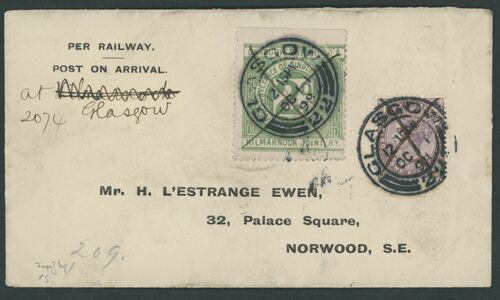 PER RAILWAY.
POST ON ARRIVAL.
at Kilmarnock
Glasgow
2074
GLASGOW
2
KILMARNOCK JOINT RY.
GLASGOW
Mr. H. L'ESTRANGE EWEN,
32, Palace Square,
NORWOOD, S.E.
209.